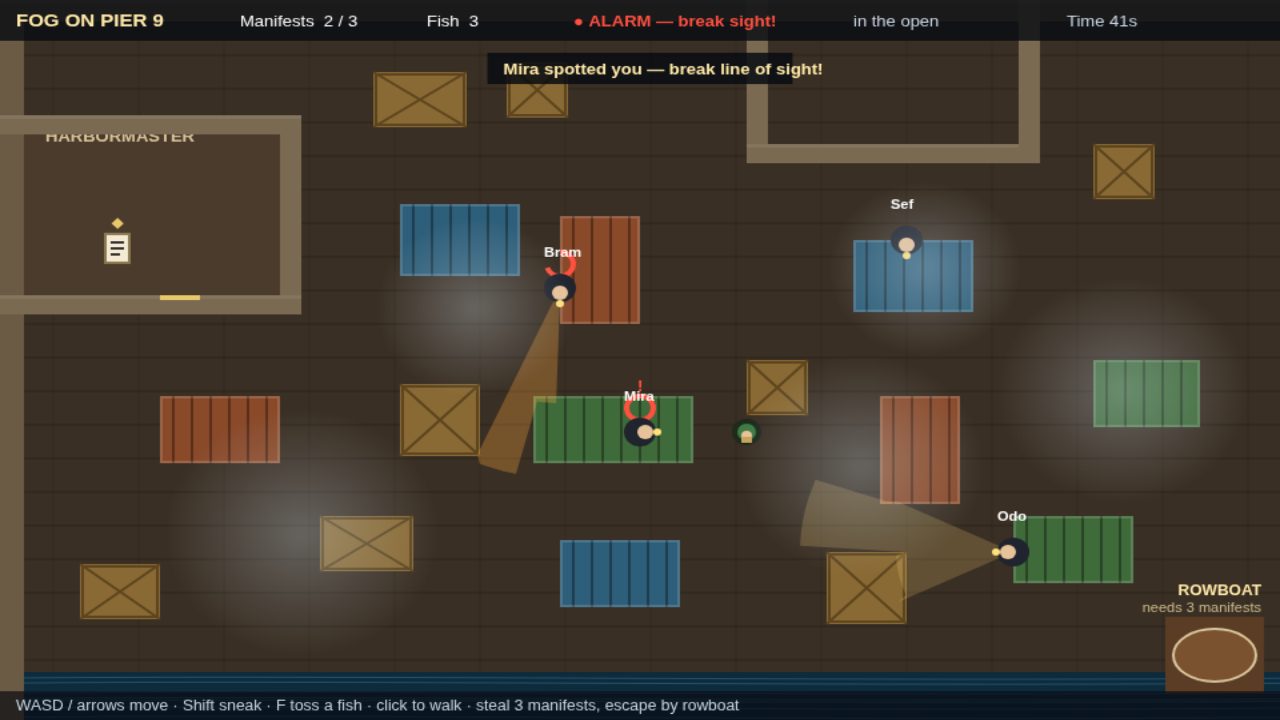 FOG ON PIER 9
Manifests 2 / 3
Fish 3
● ALARM — break sight!
in the open
Time 41s
Mira spotted you — break line of sight!
HARBORMASTER
Sef
Bram
!
Mira
Odo
ROWBOAT
needs 3 manifests
WASD / arrows move · Shift sneak · F toss a fish · click to walk · steal 3 manifests, escape by rowboat